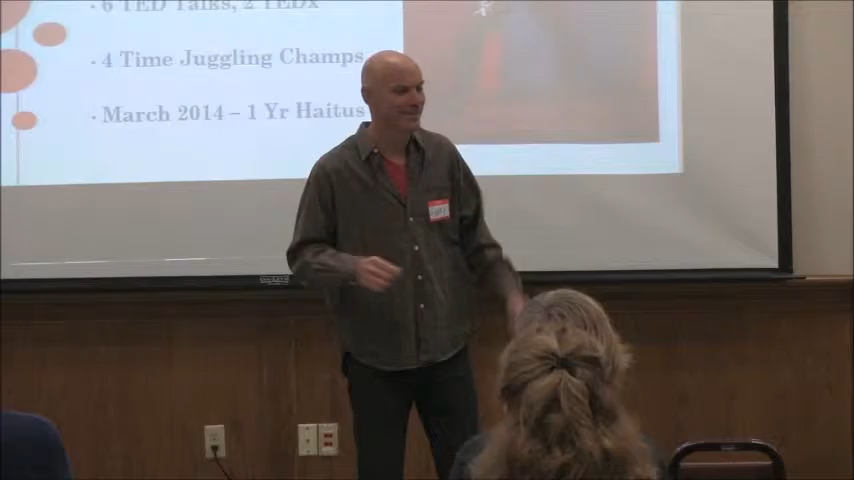 · 6 TED Talks, 2 TEDx
· 4 Time Juggling Champs
· March 2014 – 1 Yr Haitus